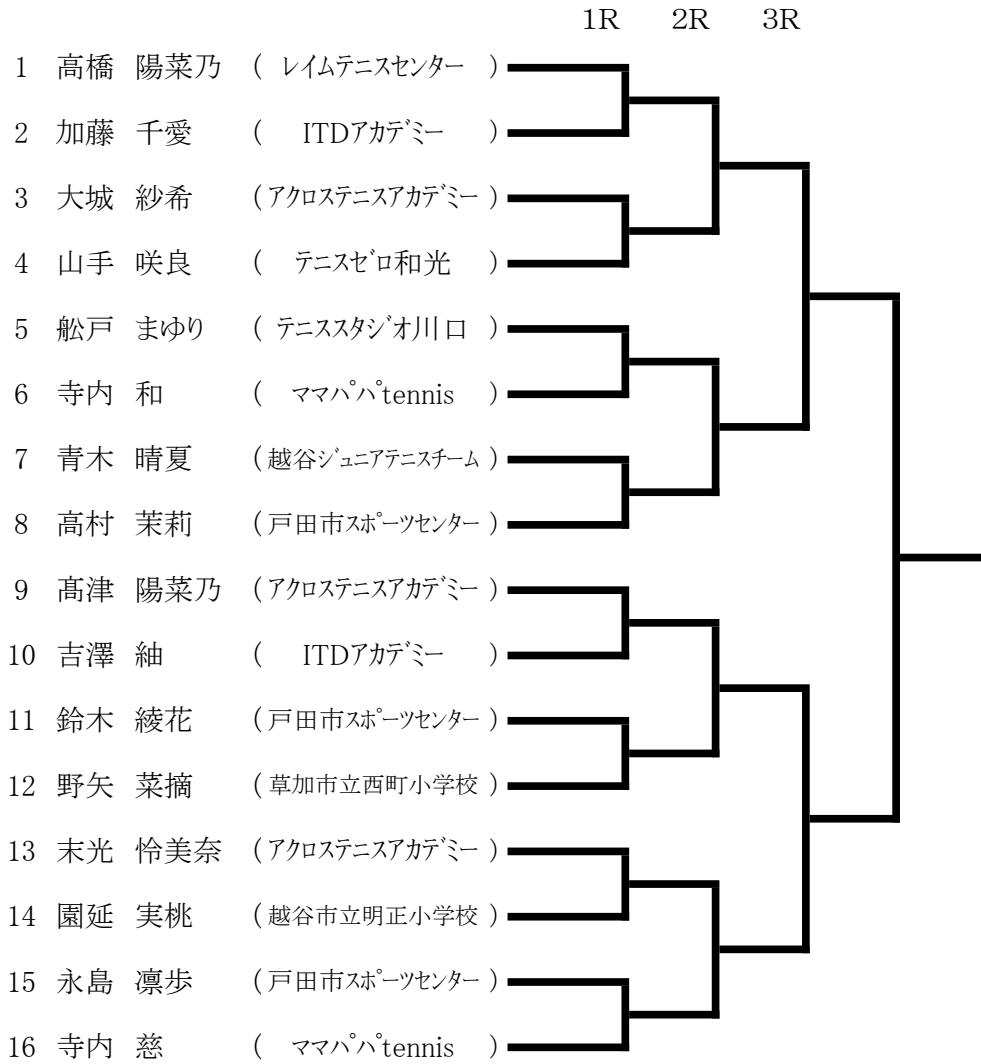 1R 2R 3R
1 高橋 陽菜乃 ( レイムテニスセンター )
2 加藤 千愛 ( ITDアカデミー )
3 大城 紗希 ( アクロステニスアカデミー )
4 山手 咲良 ( テニスゼロ和光 )
5 舩戸 まゆり ( テニススタジオ川口 )
6 寺内 和 ( ママパパtennis )
7 青木 晴夏 ( 越谷ジュニアテニスチーム )
8 高村 茉莉 ( 戸田市スポーツセンター )
9 髙津 陽菜乃 ( アクロステニスアカデミー )
10 吉澤 紬 ( ITDアカデミー )
11 鈴木 綾花 ( 戸田市スポーツセンター )
12 野矢 菜摘 ( 草加市立西町小学校 )
13 末光 怜美奈 ( アクロステニスアカデミー )
14 園延 実桃 ( 越谷市立明正小学校 )
15 永島 凛歩 ( 戸田市スポーツセンター )
16 寺内 慈 ( ママパパtennis )